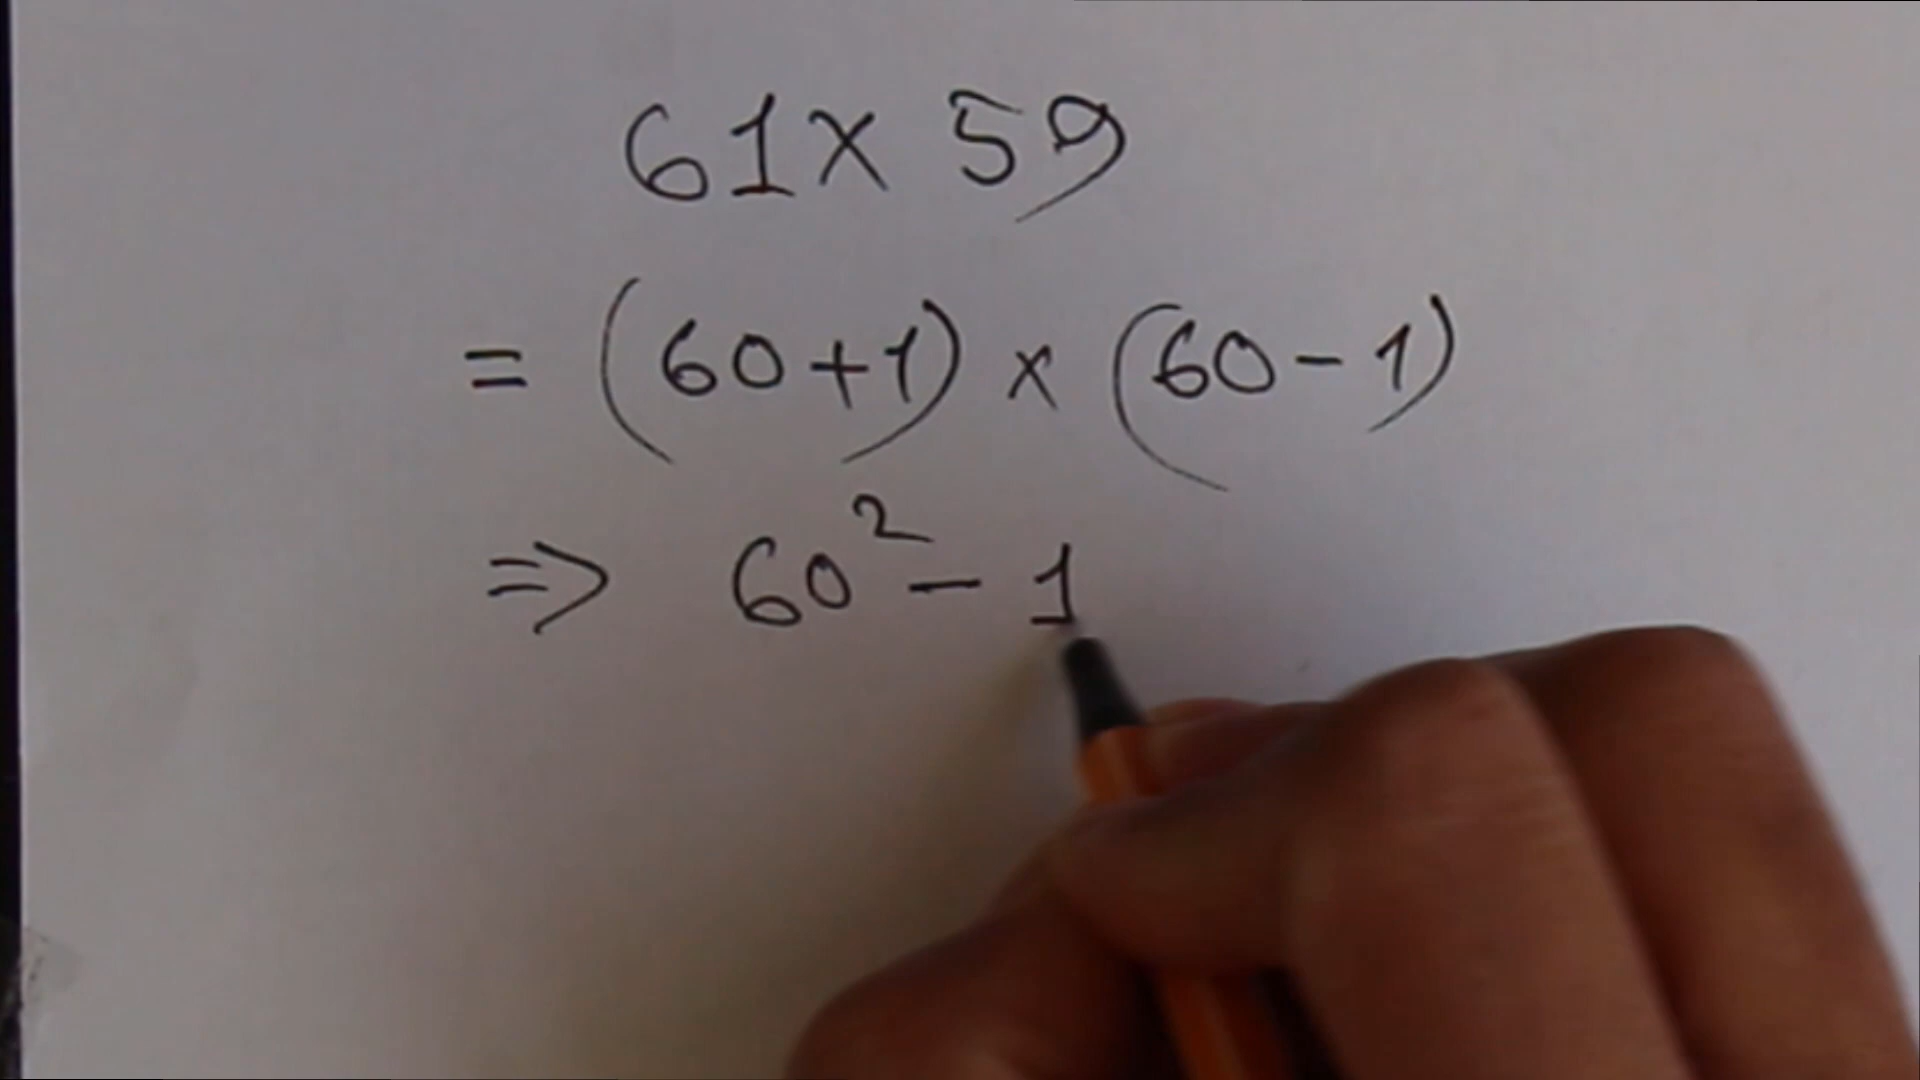 61 x 59
= (60+1) x (60-1)
⇒ 60² - 1